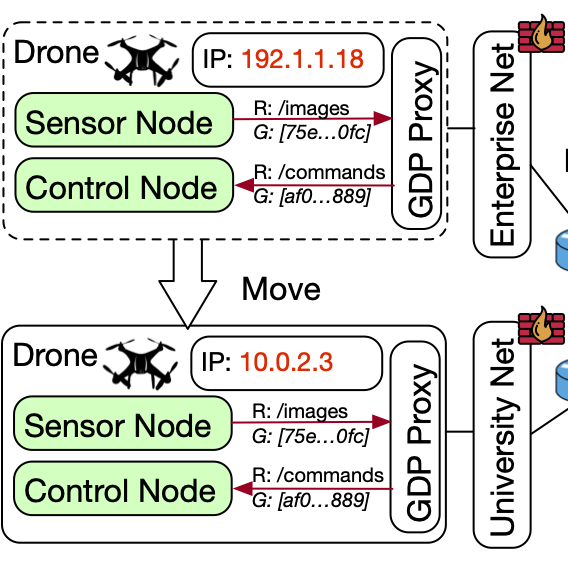 Drone
IP: 192.1.1.18
Sensor Node
R: /images
G: [75e...0fc]
Control Node
R: /commands
G: [af0...889]
GDP Proxy
Enterprise Net
Move
Drone
IP: 10.0.2.3
Sensor Node
R: /images
G: [75e...0fc]
Control Node
R: /commands
G: [af0...889]
GDP Proxy
University Net